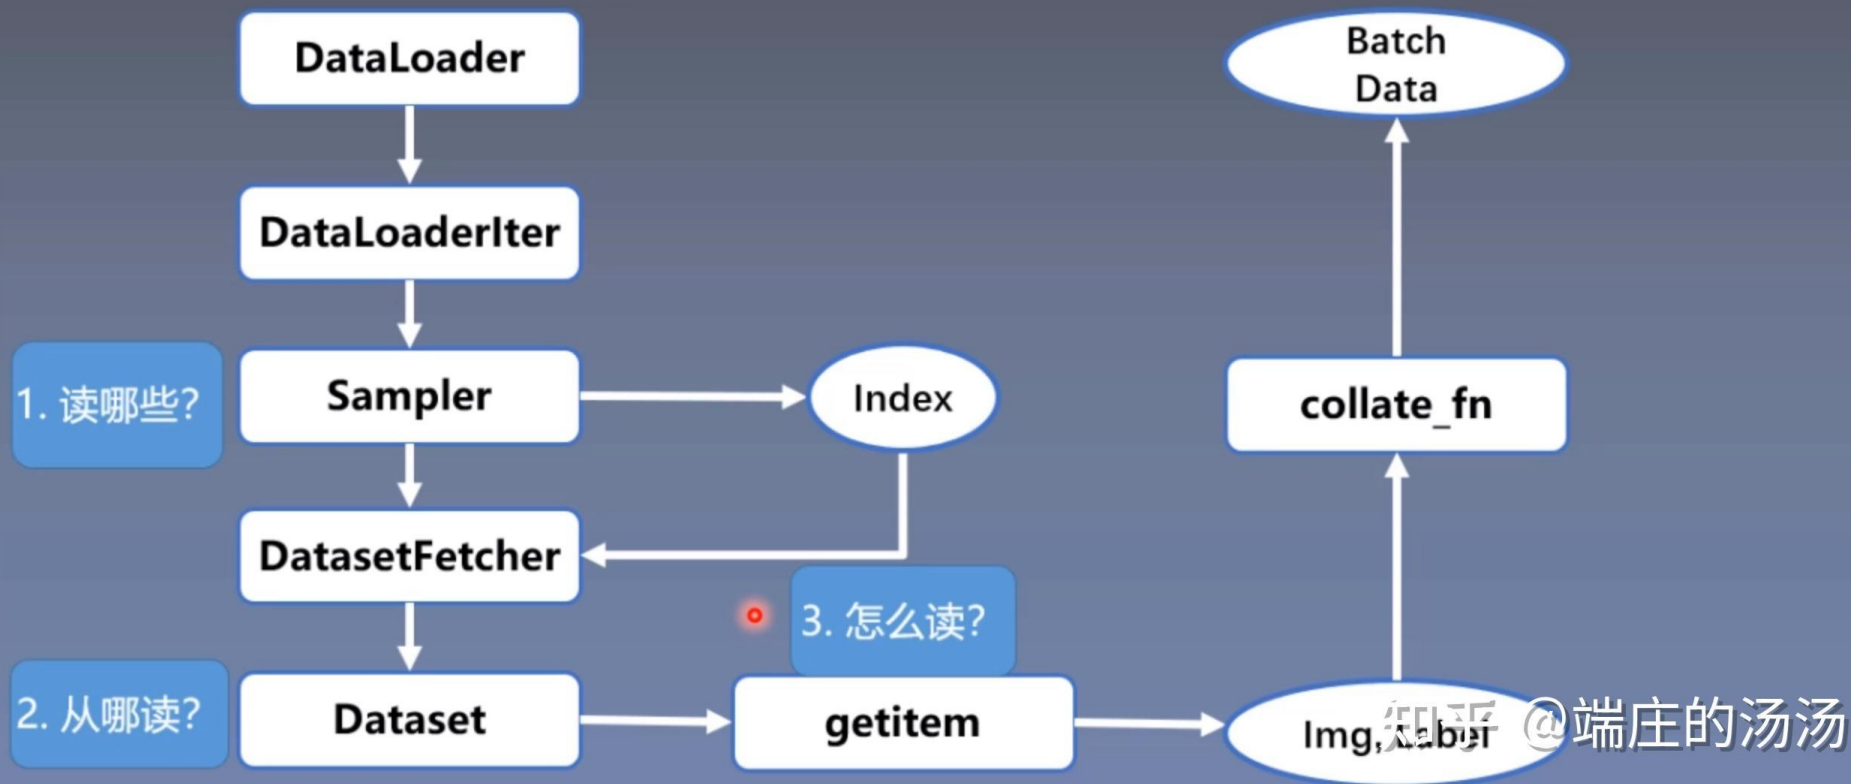 DataLoader
Batch
Data
DataLoaderIter
1. 读哪些?
Sampler
Index
collate_fn
DatasetFetcher
3. 怎么读?
2. 从哪读?
Dataset
getitem
Img,Label
知乎 @端庄的汤汤